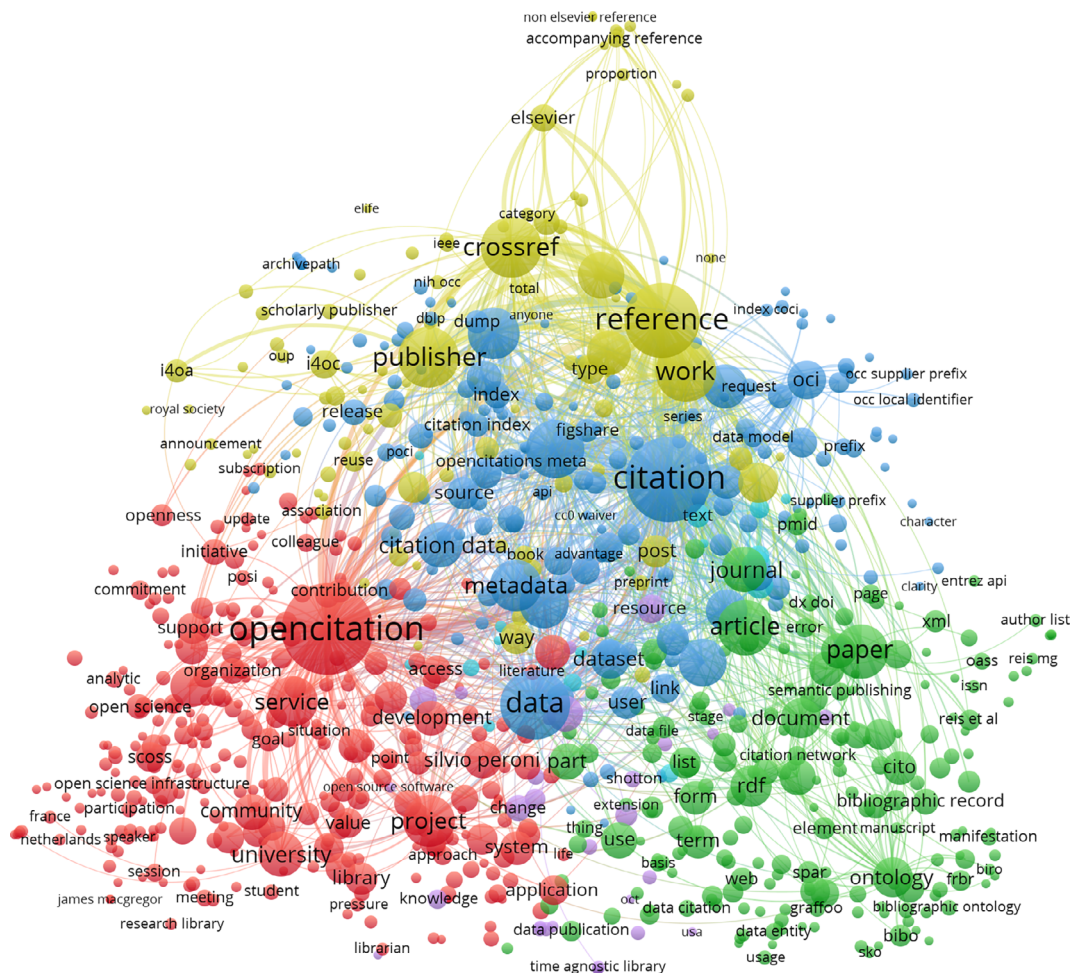 non elsevier reference
accompanying reference
proportion
elsevier
elife
category
ieee
crossref
archivepath
none
nih occ
total
scholarly publisher
dblp
dump
anyone
reference
index coci
oup
i4oa
i4oc
publisher
type
work
request
oci
occ supplier prefix
index
occ local identifier
royal society
release
citation index
figshare
series
announcement
data model
prefix
subscription
reuse
poci
opencitations meta
citation
source
api
supplier prefix
openness
update
association
cc0 waiver
text
pmid
character
initiative
colleague
citation data
book
advantage
post
posi
journal
commitment
contribution
metadata
preprint
dx doi
page
clarity
entrez api
resource
support
opencitation
way
article
error
xml
author list
organization
access
literature
dataset
paper
oass
reis mg
analytic
link
semantic publishing
issn
open science
service
data
user
development
stage
document
reis et al
goal
situation
data file
scoss
point
silvio peroni
part
list
citation network
cito
open science infrastructure
open source software
shotton
rdf
participation
community
change
extension
form
bibliographic record
france
value
project
thing
netherlands
speaker
system
use
term
element
manuscript
manifestation
university
approach
life
basis
session
library
web
spar
ontology
frbr
biro
student
application
james macgregor
meeting
pressure
knowledge
oct
data citation
graffoo
bibliographic ontology
research library
data publication
usa
data entity
bibo
librarian
usage
sko
time agnostic library